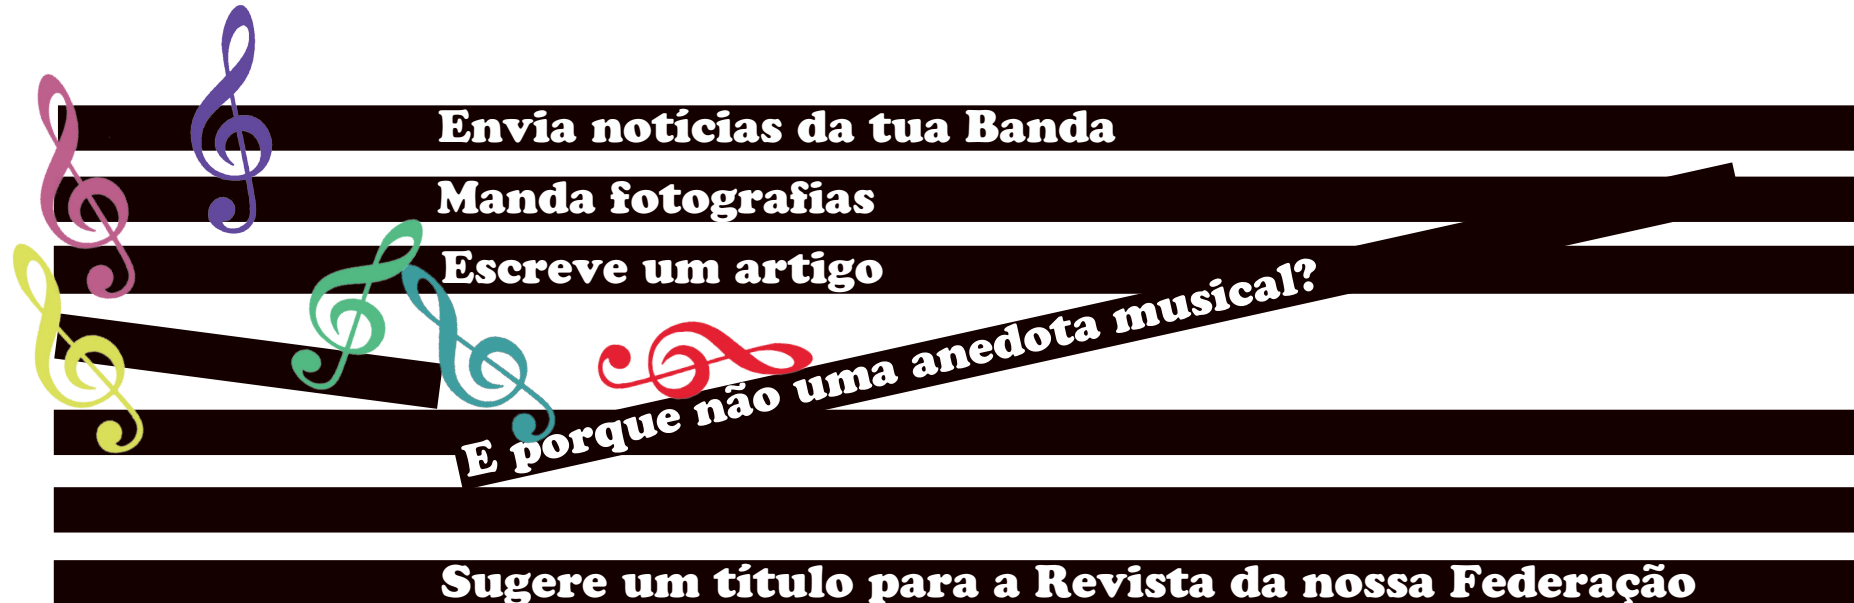 Envia notícias da tua Banda
Manda fotografias
Escreve um artigo
E porque não uma anedota musical?
Sugere um título para a Revista da nossa Federação